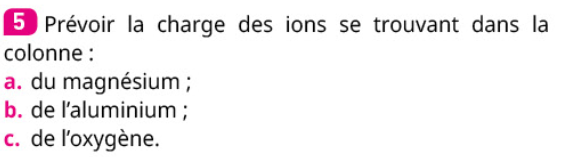 5 Prévoir la charge des ions se trouvant dans la
colonne :
a. du magnésium ;
b. de l'aluminium ;
c. de l'oxygène.